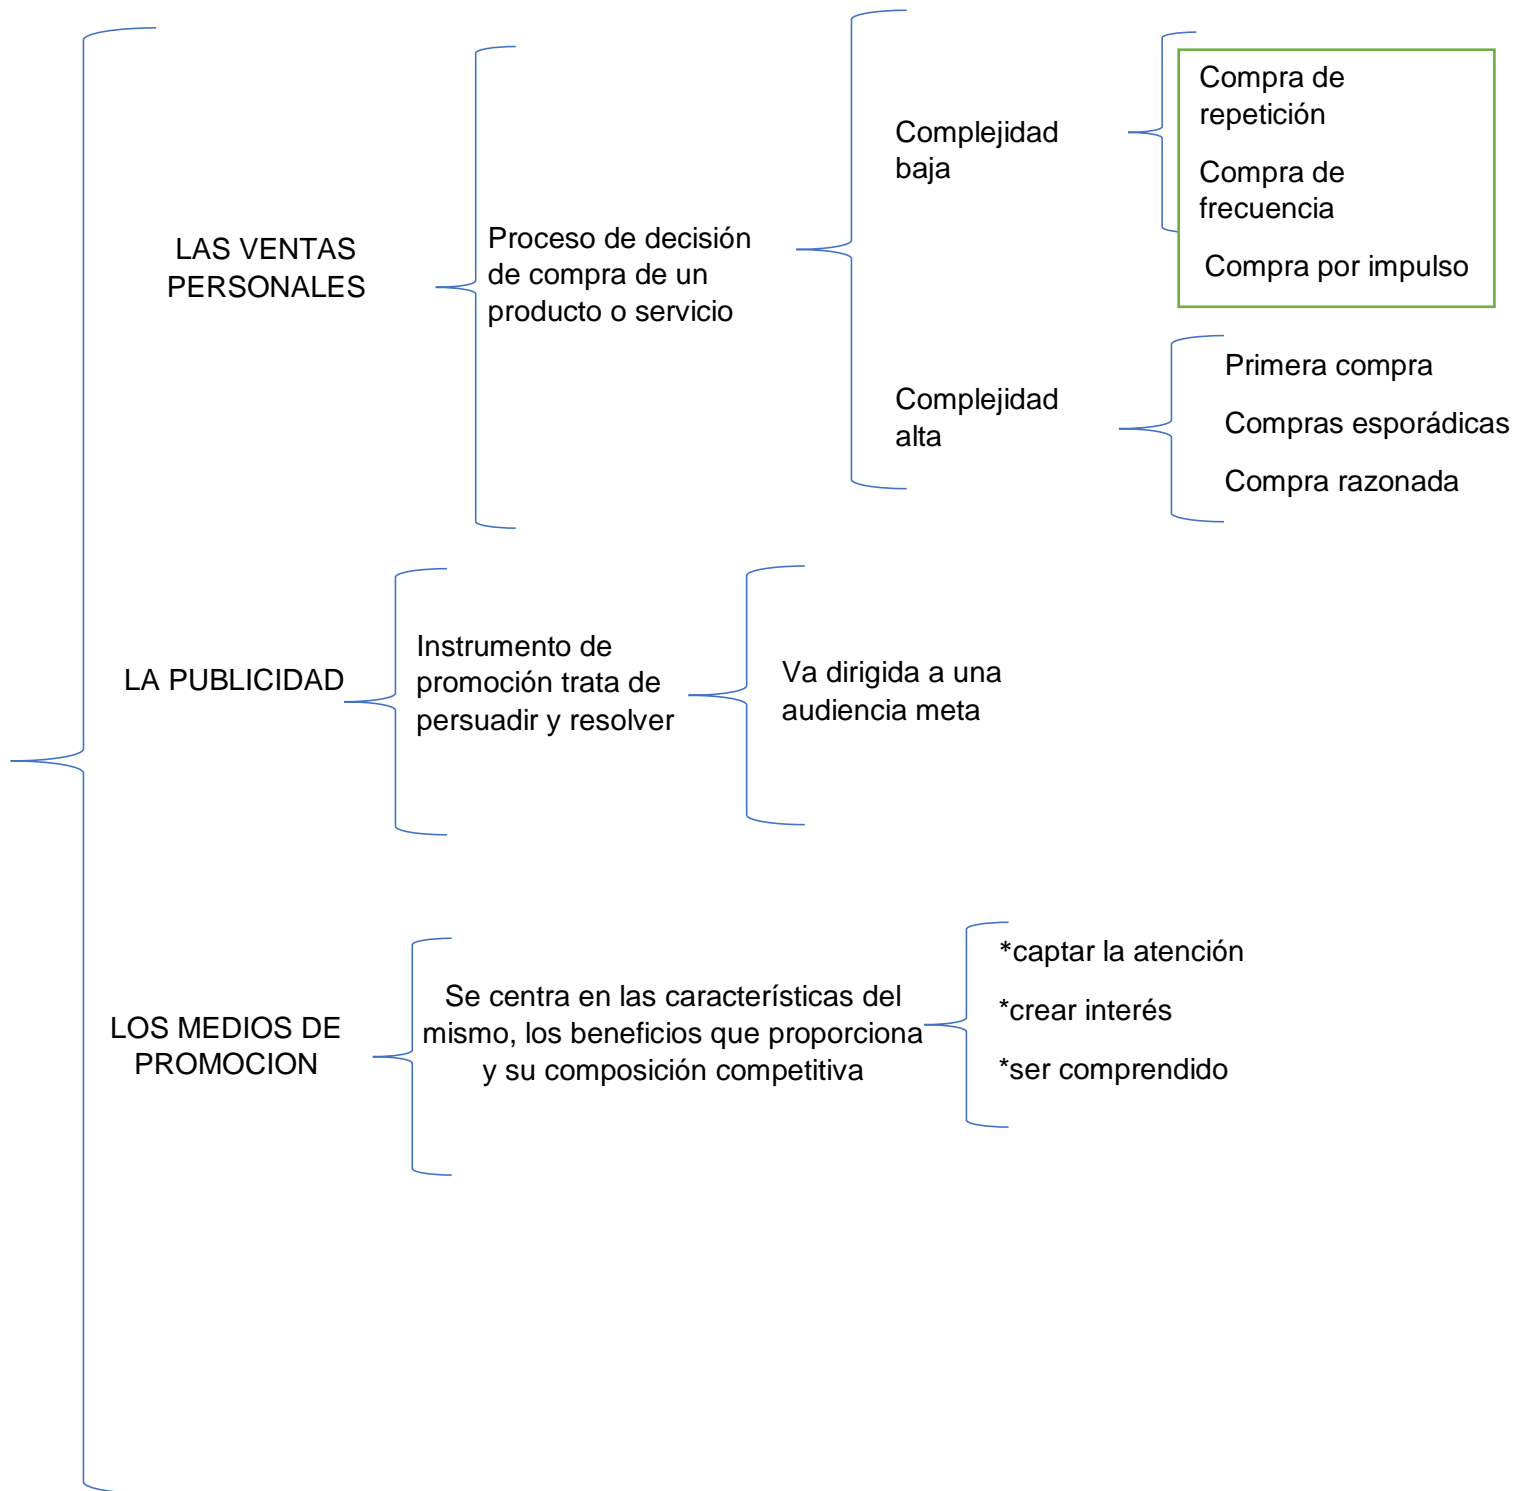 LAS VENTAS
PERSONALES
Proceso de decisión
de compra de un
producto o servicio
Complejidad
baja
Compra de
repetición
Compra de
frecuencia
Compra por impulso
Complejidad
alta
Primera compra
Compras esporádicas
Compra razonada
LA PUBLICIDAD
Instrumento de
promoción trata de
persuadir y resolver
Va dirigida a una
audiencia meta
LOS MEDIOS DE
PROMOCION
Se centra en las características del
mismo, los beneficios que proporciona
y su composición competitiva
*captar la atención
*crear interés
*ser comprendido